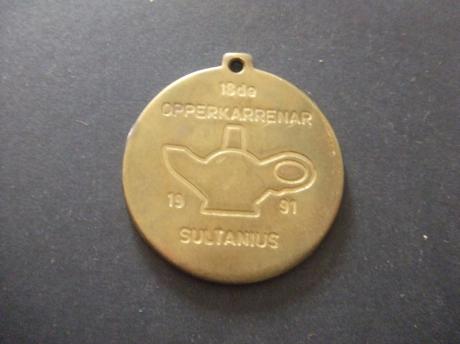 18de
OPPERKARRENAR
19 91
SULTANIUS